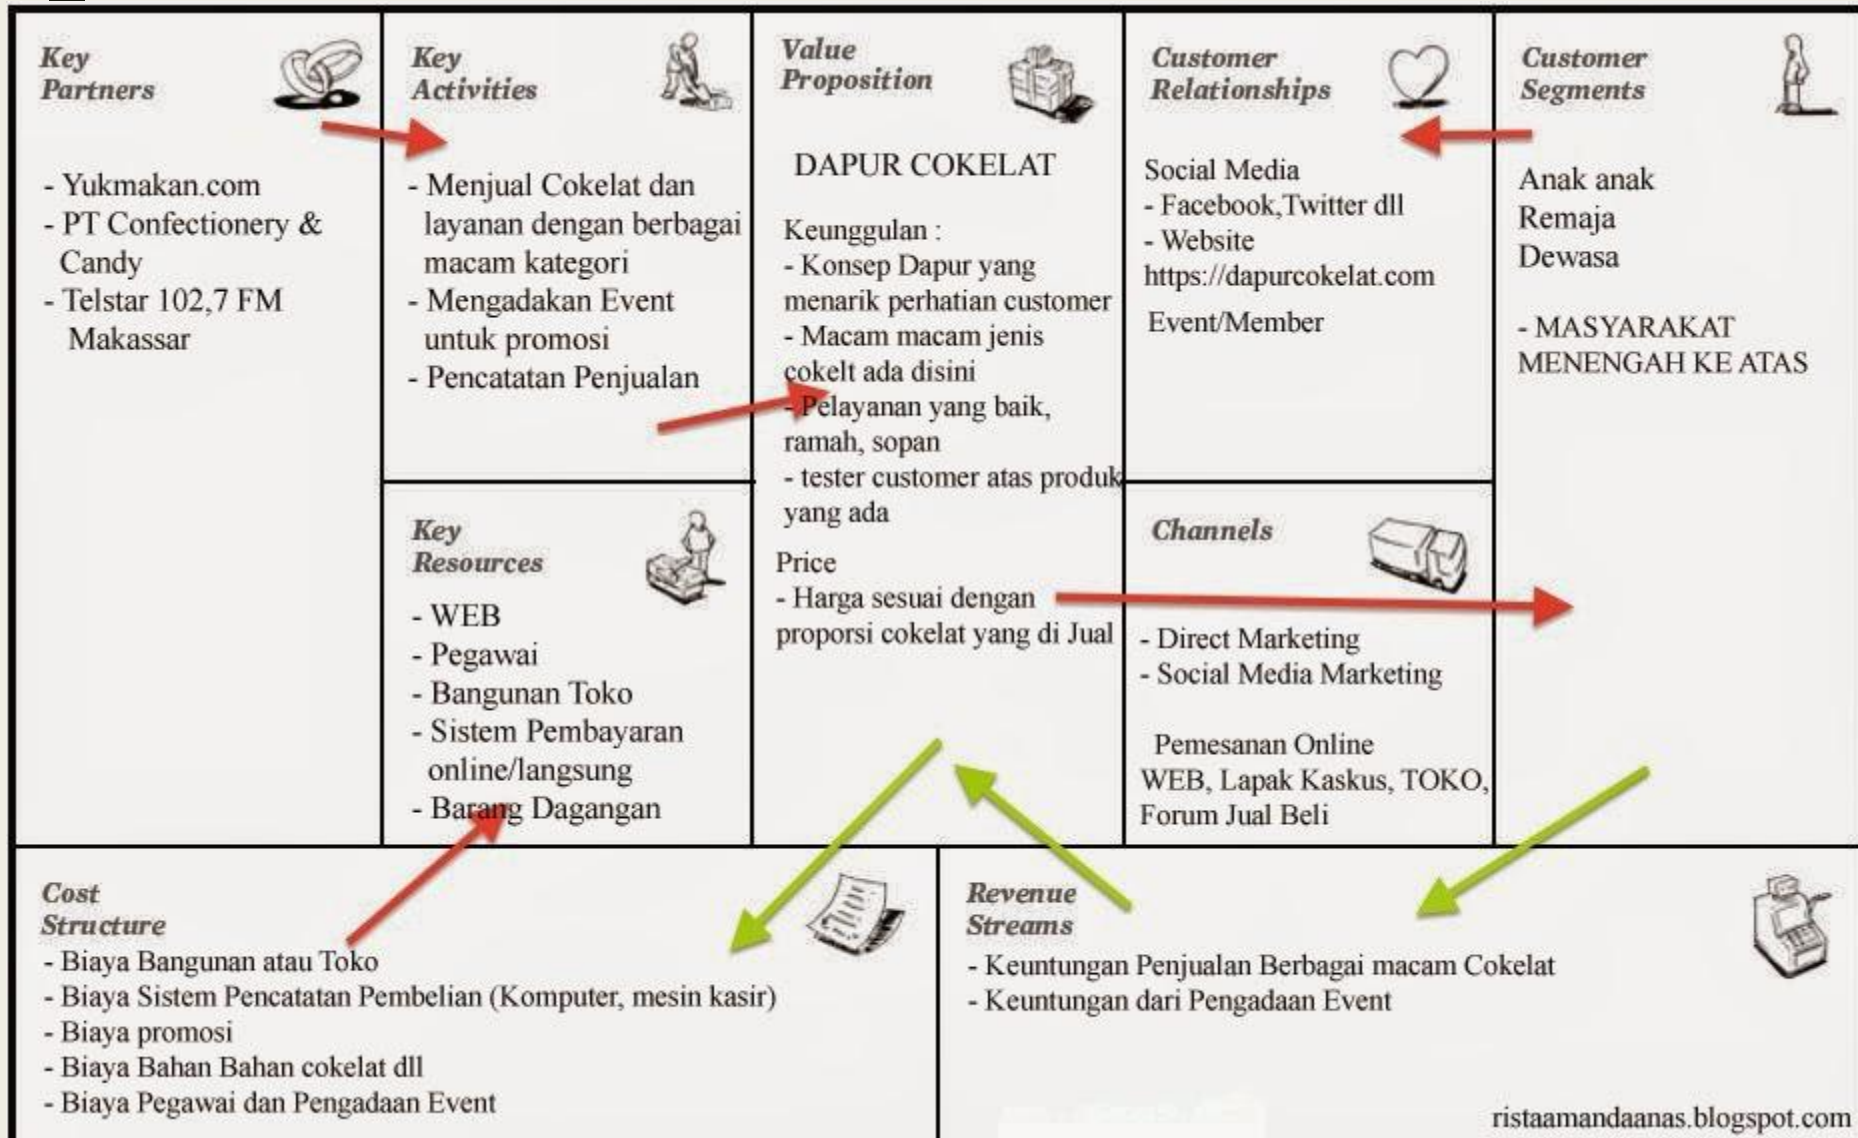 Key
Partners
- Yukmakan.com
- PT Confectionery &
Candy
- Telstar 102,7 FM
Makassar
Key
Activities
- Menjual Cokelat dan
layanan dengan berbagai
macam kategori
- Mengadakan Event
untuk promosi
- Pencatatan Penjualan
Key
Resources
- WEB
- Pegawai
- Bangunan Toko
- Sistem Pembayaran
online/langsung
- Barang Dagangan
Value
Proposition
DAPUR COKELAT
Keunggulan :
- Konsep Dapur yang
menarik perhatian customer
- Macam macam jenis
cokelt ada disini
- Pelayanan yang baik,
ramah, sopan
- tester customer atas produk
yang ada
Price
- Harga sesuai dengan
proporsi cokelat yang di Jual
Customer
Relationships
Social Media
- Facebook,Twitter dll
- Website
https://dapurcokelat.com
Event/Member
Channels
- Direct Marketing
- Social Media Marketing
Pemesanan Online
WEB, Lapak Kaskus, TOKO,
Forum Jual Beli
Customer
Segments
Anak anak
Remaja
Dewasa
- MASYARAKAT
MENENGAH KE ATAS
Cost
Structure
- Biaya Bangunan atau Toko
- Biaya Sistem Pencatatan Pembelian (Komputer, mesin kasir)
- Biaya promosi
- Biaya Bahan Bahan cokelat dll
- Biaya Pegawai dan Pengadaan Event
Revenue
Streams
- Keuntungan Penjualan Berbagai macam Cokelat
- Keuntungan dari Pengadaan Event
ristaamandaanas.blogspot.com